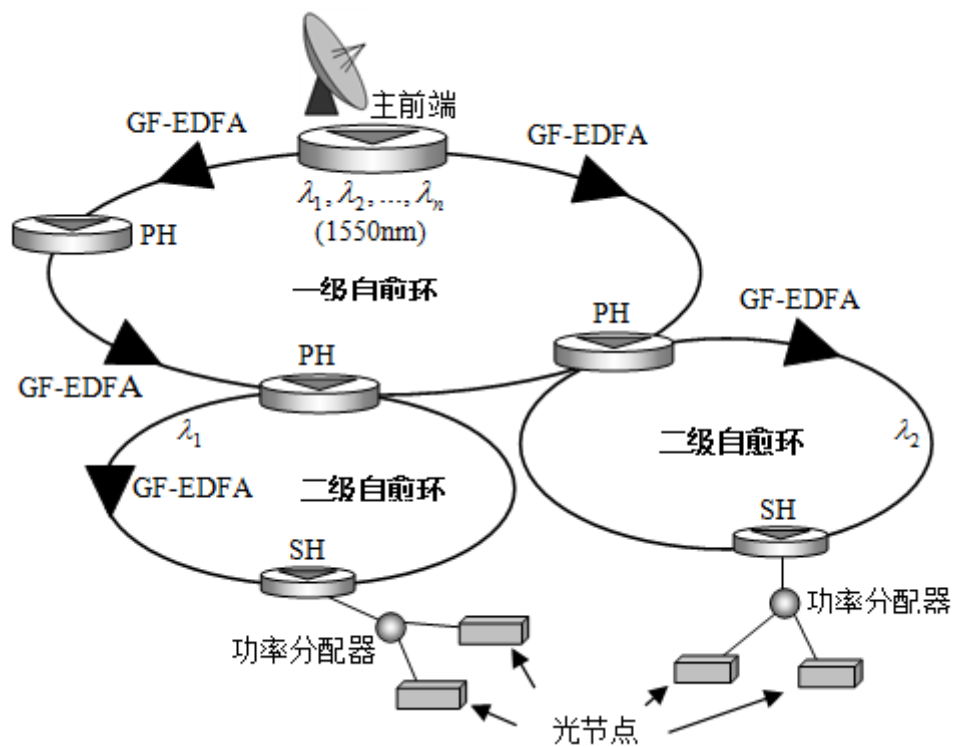 主前端
GF-EDFA
GF-EDFA
λ₁, λ₂, ..., λₙ
(1550nm)
PH
一级自前环
GF-EDFA
PH
PH
GF-EDFA
λ₁
二级自愈环
λ₂
GF-EDFA
二级自愈环
SH
SH
功率分配器
功率分配器
光节点